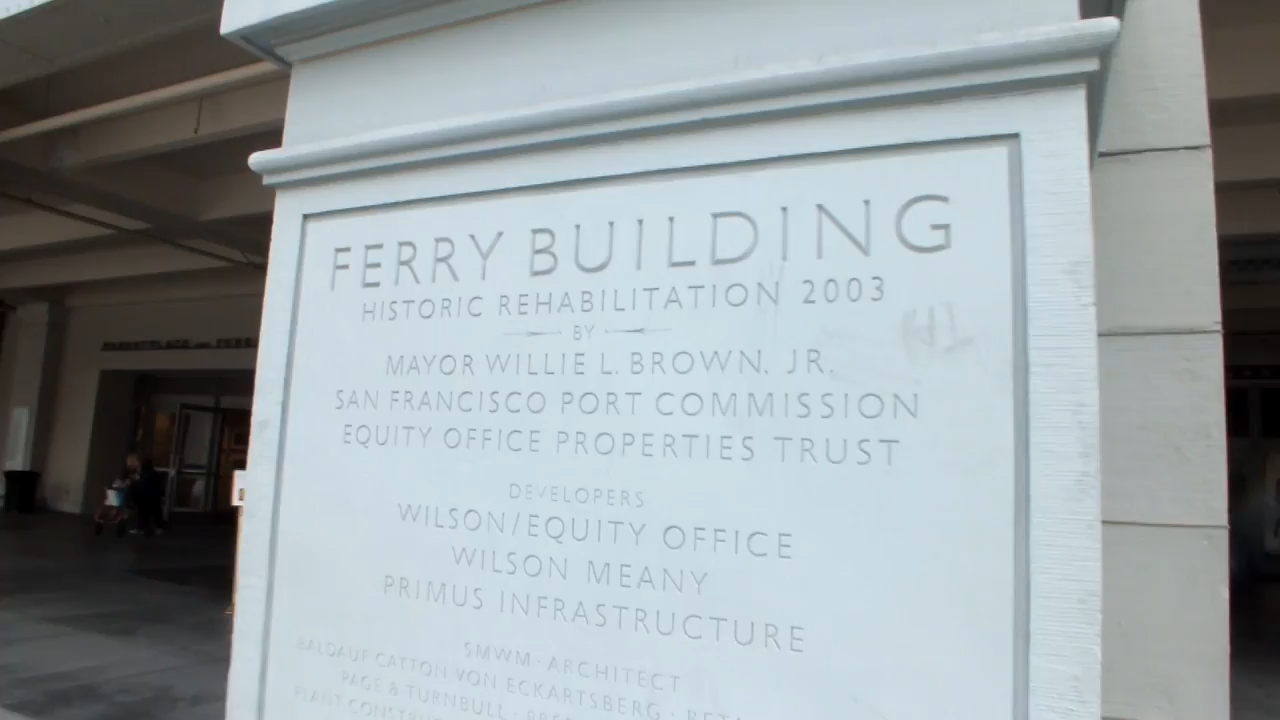 FERRY BUILDING
HISTORIC REHABILITATION 2003
BY
MAYOR WILLIE L. BROWN, JR.
SAN FRANCISCO PORT COMMISSION
EQUITY OFFICE PROPERTIES TRUST
DEVELOPERS
WILSON/EQUITY OFFICE
WILSON MEANY
PRIMUS INFRASTRUCTURE
SMWM · ARCHITECT
BALDAUF CATTON VON ECKARTSBERG ·
PAGE & TURNBULL ·
PLANT